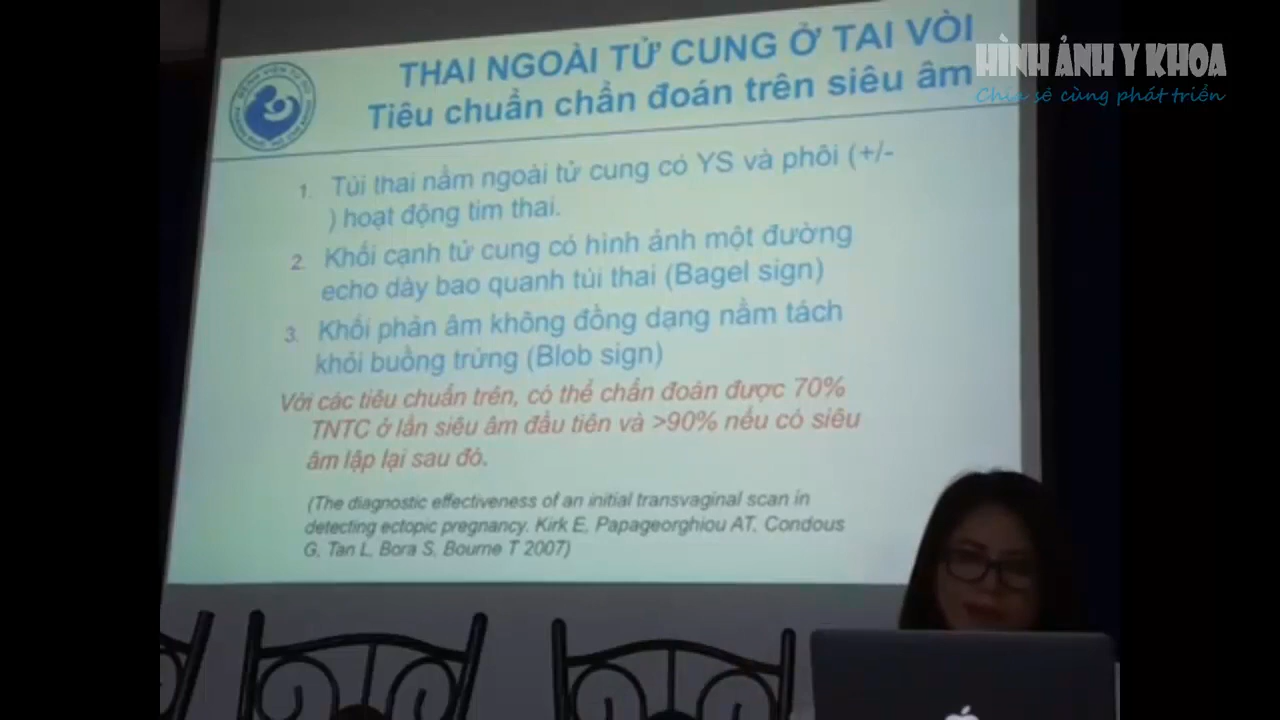 THAI NGOÀI TỬ CUNG Ở TAI VÒI
Tiêu chuẩn chẩn đoán trên siêu âm
HÌNH ẢNH Y KHOA
Chia sẻ cùng phát triển
1. Túi thai nằm ngoài tử cung có YS và phôi (+/-
) hoạt động tim thai.
2. Khối cạnh tử cung có hình ảnh một đường
echo dày bao quanh túi thai (Bagel sign)
3. Khối phản âm không đồng dạng nằm tách
khỏi buồng trứng (Blob sign)
Với các tiêu chuẩn trên, có thể chẩn đoán được 70%
TNTC ở lần siêu âm đầu tiên và >90% nếu có siêu
âm lập lại sau đó.
(The diagnostic effectiveness of an initial transvaginal scan in
detecting ectopic pregnancy. Kirk E, Papageorghiou AT, Condous
G, Tan L, Bora S, Bourne T 2007)